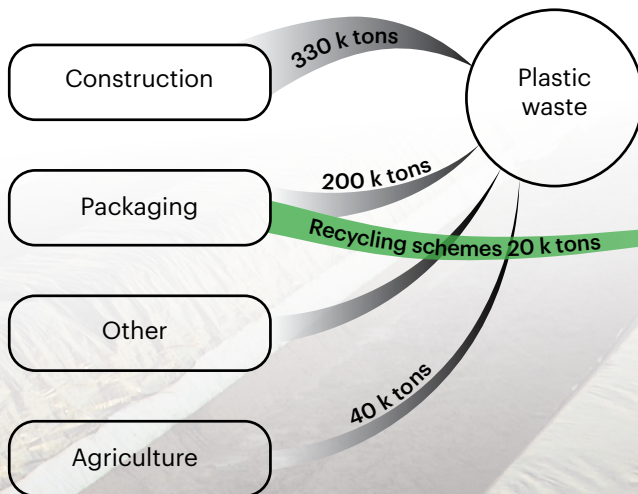 330 k tons
Construction
Plastic
waste
200 k tons
Packaging
Recycling schemes 20 k tons
Other
40 k tons
Agriculture